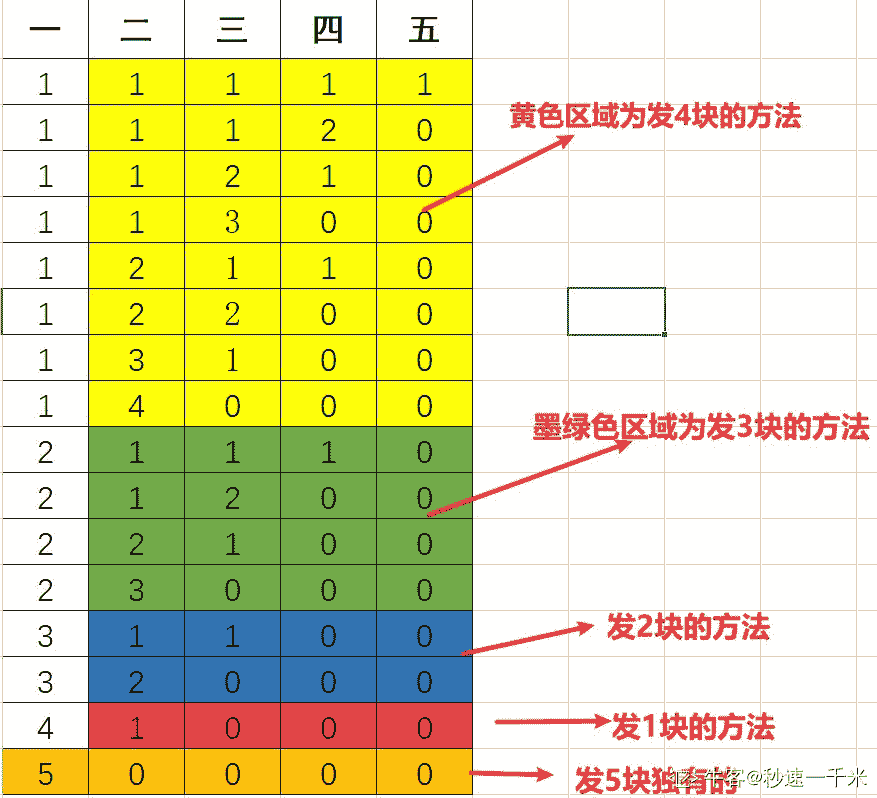 一 二 三 四 五
1 1 1 1 1
1 1 1 2 0
黄色区域为发4块的方法
1 1 2 1 0
1 1 3 0 0
1 2 1 1 0
1 2 2 0 0
1 3 1 0 0
1 4 0 0 0
墨绿色区域为发3块的方法
2 1 1 1 0
2 1 2 0 0
2 2 1 0 0
2 3 0 0 0
3 1 1 0 0
发2块的方法
3 2 0 0 0
4 1 0 0 0
发1块的方法
5 0 0 0 0
发5块独有的
牛客@秒速一千米